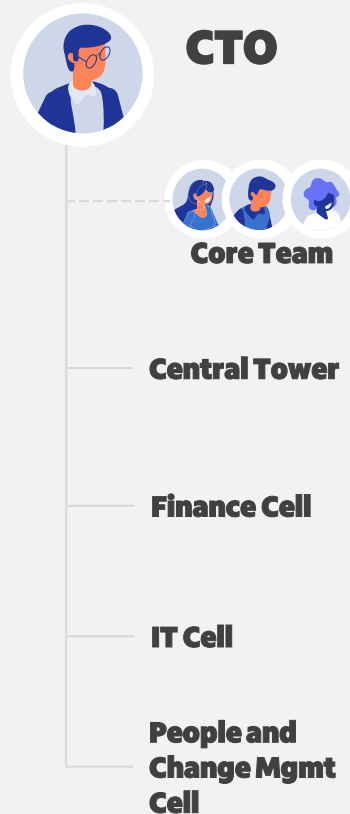 CTO
Core Team
Central Tower
Finance Cell
IT Cell
People and
Change Mgmt
Cell